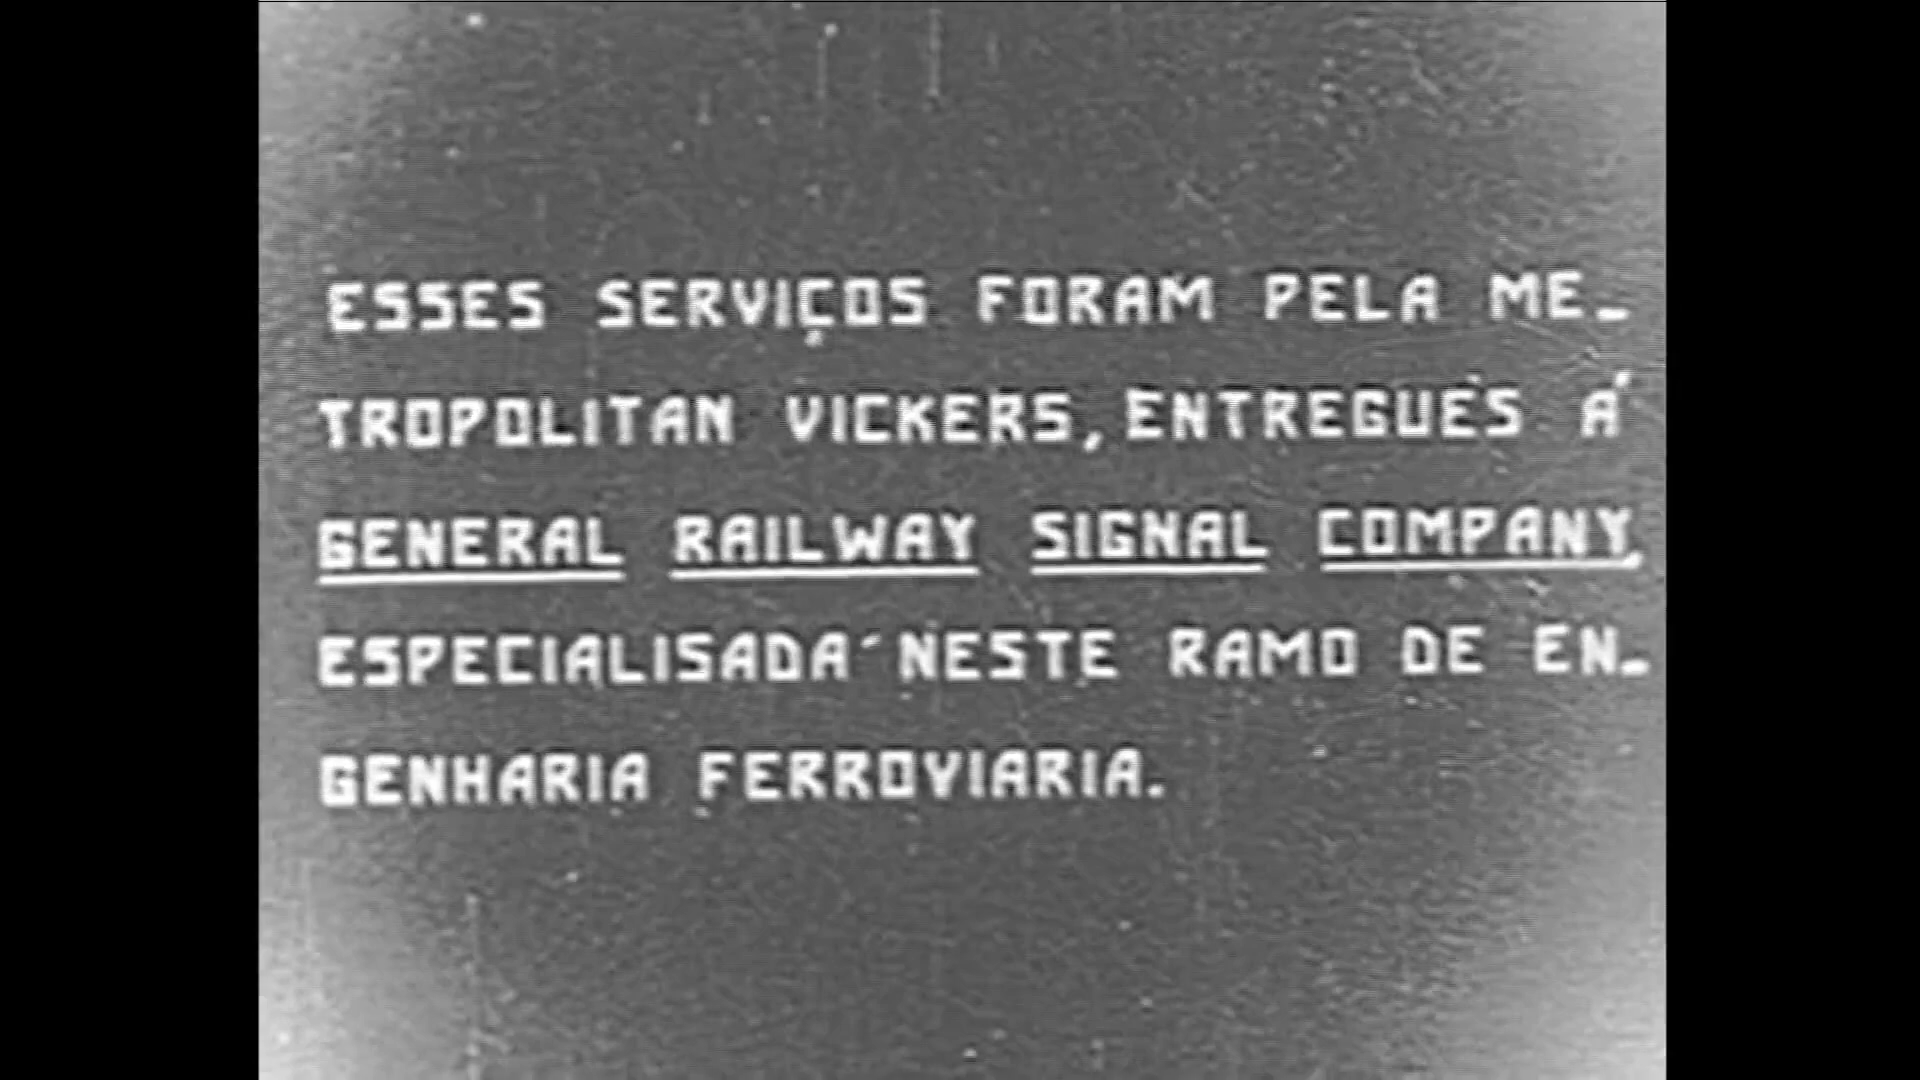 ESSES SERVIÇOS FORAM PELA ME-
TROPOLITAN VICKERS, ENTREGUES Á
GENERAL RAILWAY SIGNAL COMPANY,
ESPECIALISADA NESTE RAMO DE EN-
GENHARIA FERROVIARIA.